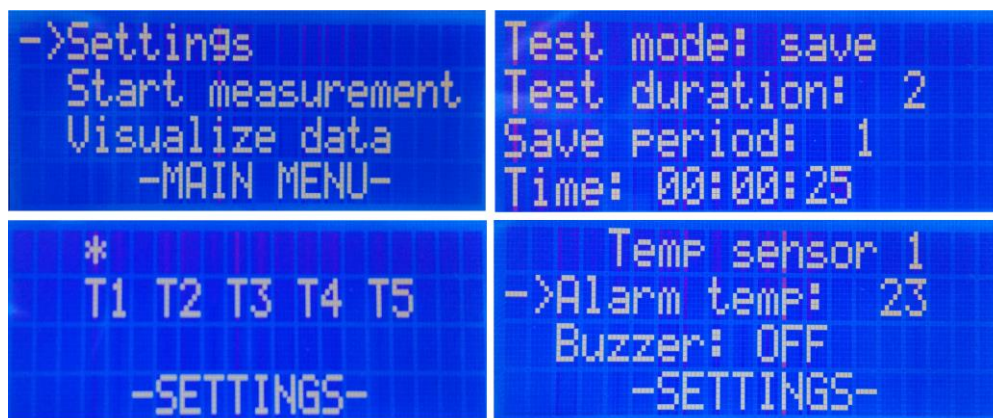 ->Settings
Start measurement
Visualize data
-MAIN MENU-
Test mode: save
Test duration: 2
Save period: 1
Time: 00:00:25
*
T1 T2 T3 T4 T5
-SETTINGS-
Temp sensor 1
->Alarm temp: 23
Buzzer: OFF
-SETTINGS-